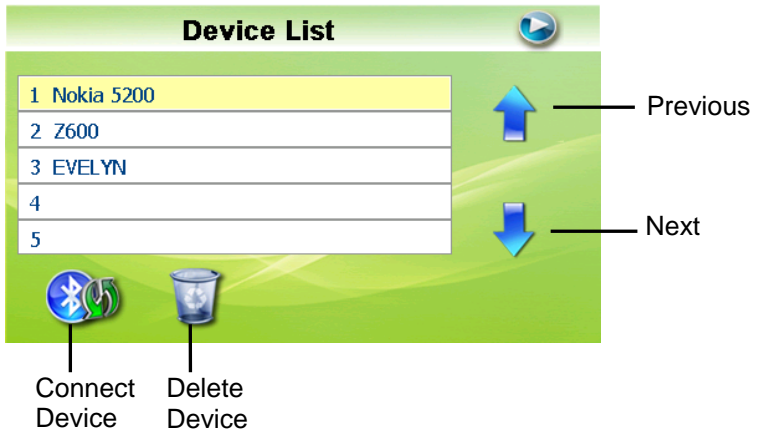 Device List
1 Nokia 5200
2 Z600
3 EVELYN
4
5
Previous
Next
Connect
Device
Delete
Device